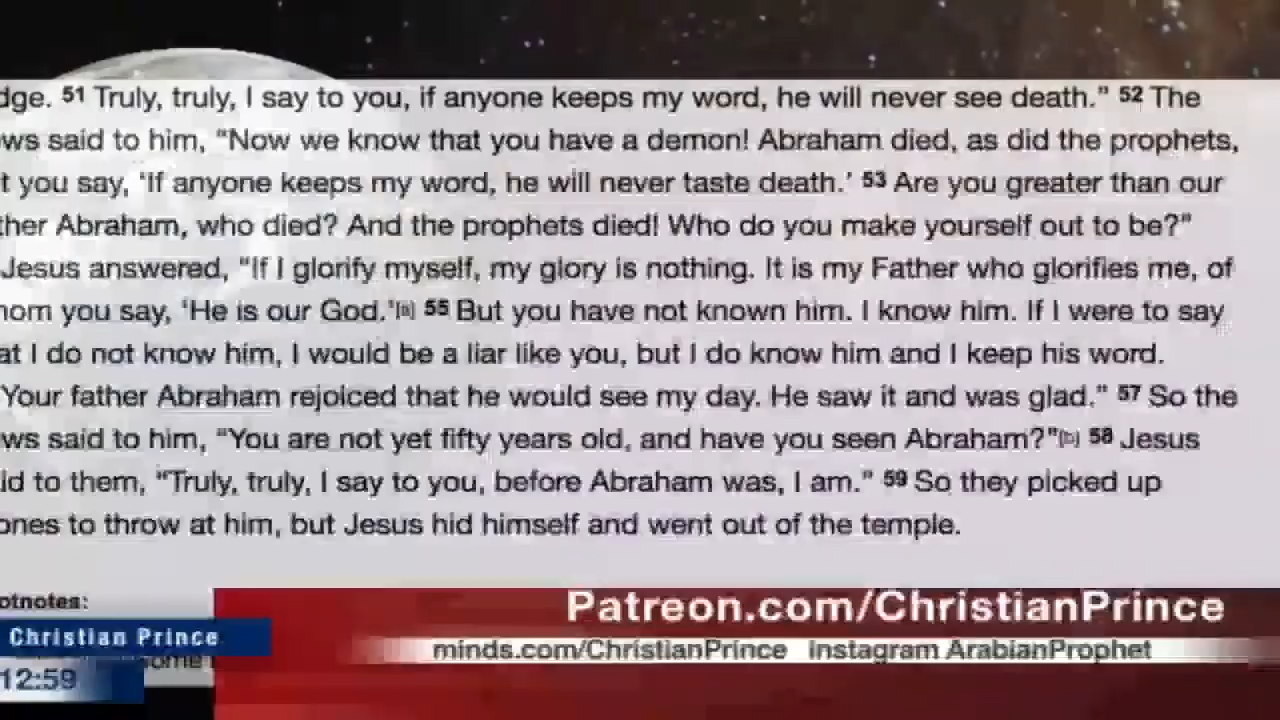 dge. 51 Truly, truly, I say to you, if anyone keeps my word, he will never see death.” 52 The
ws said to him, “Now we know that you have a demon! Abraham died, as did the prophets,
t you say, ‘If anyone keeps my word, he will never taste death.’ 53 Are you greater than our
ther Abraham, who died? And the prophets died! Who do you make yourself out to be?”
Jesus answered, “If I glorify myself, my glory is nothing. It is my Father who glorifies me, of
hom you say, ‘He is our God.’[a] 55 But you have not known him. I know him. If I were to say
at I do not know him, I would be a liar like you, but I do know him and I keep his word.
Your father Abraham rejoiced that he would see my day. He saw it and was glad.” 57 So the
ws said to him, “You are not yet fifty years old, and have you seen Abraham?”[b] 58 Jesus
id to them, “Truly, truly, I say to you, before Abraham was, I am.” 59 So they picked up
ones to throw at him, but Jesus hid himself and went out of the temple.
otnotes:
Patreon.com/ChristianPrince
Christian Prince
minds.com/ChristianPrince Instagram ArabianProphet
some
12:59